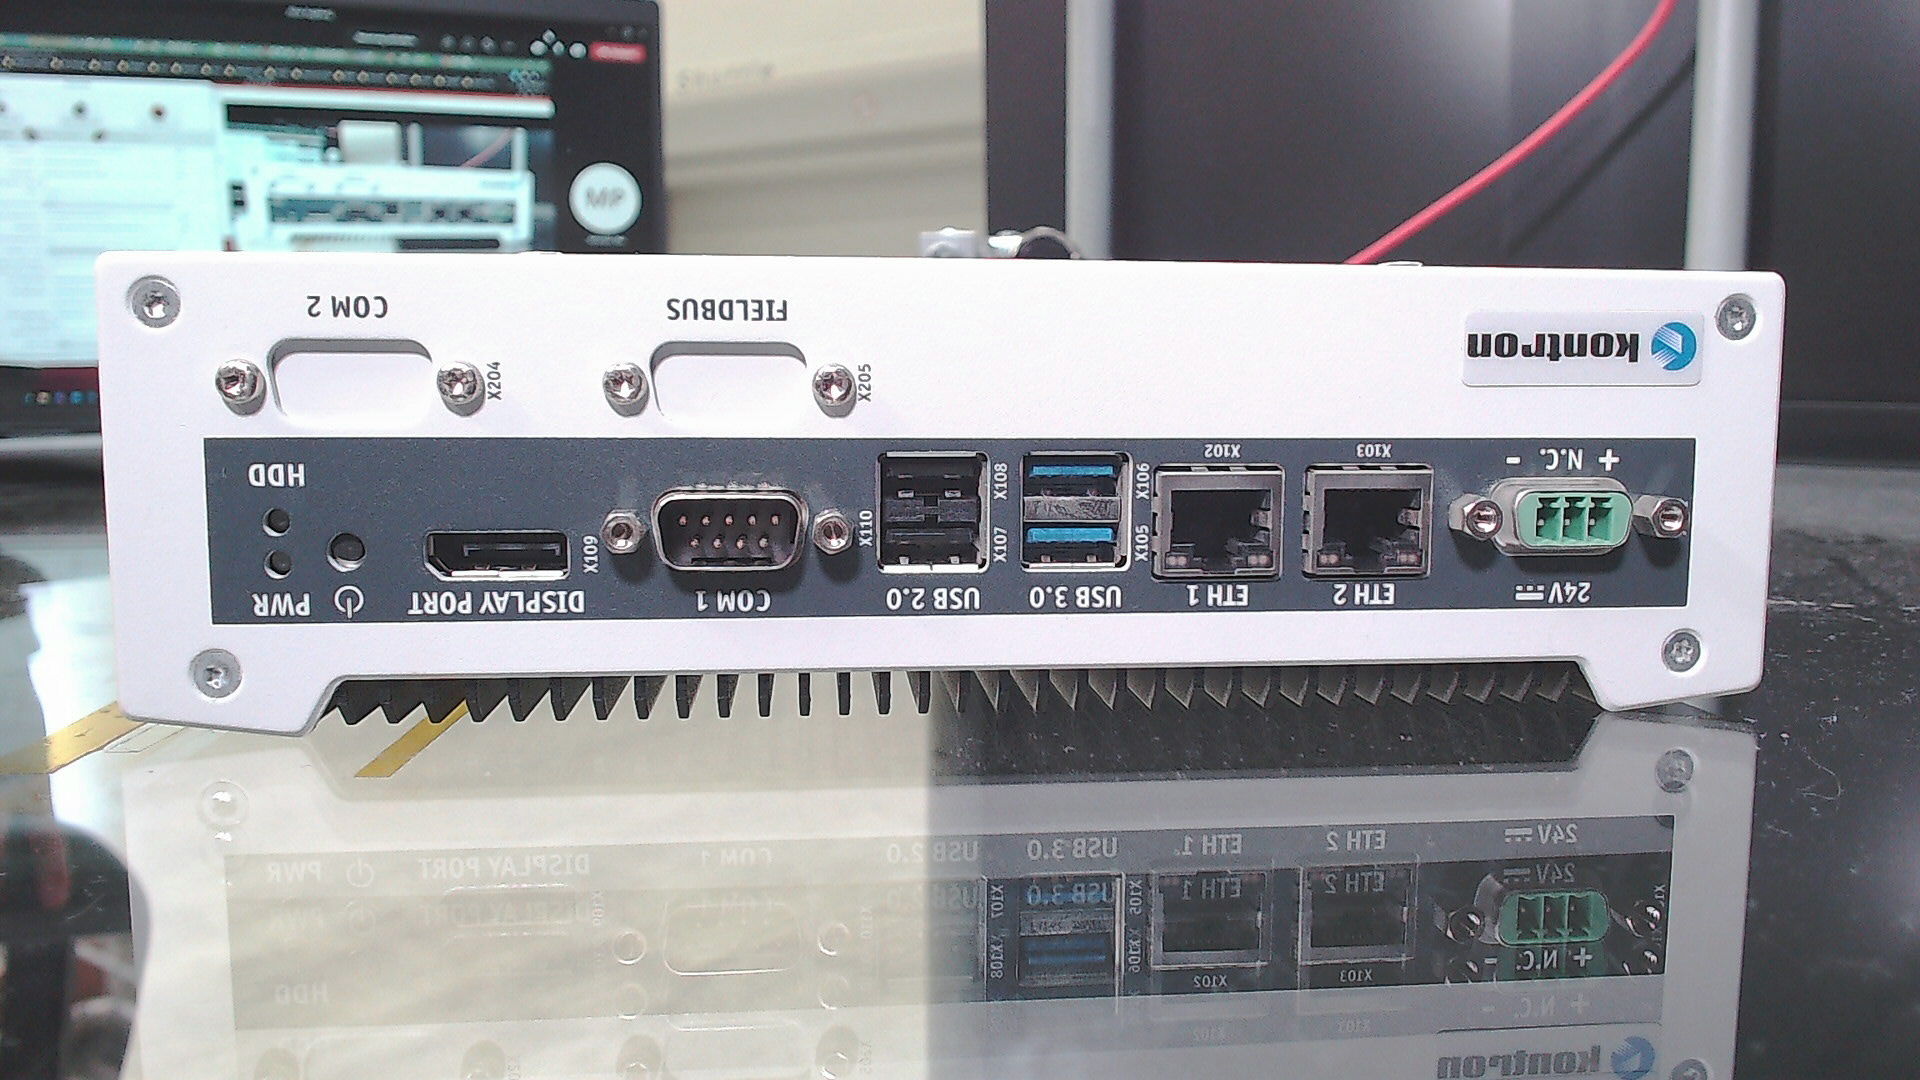 kontron
FIELDBUS
COM 2
X205
X204
+ N.C. -
X103
X102
X106
X108
HDD
X105
X107
X110
X109
24V
ETH 2
ETH 1
USB 3.0
USB 2.0
COM 1
DISPLAY PORT
PWR
MP